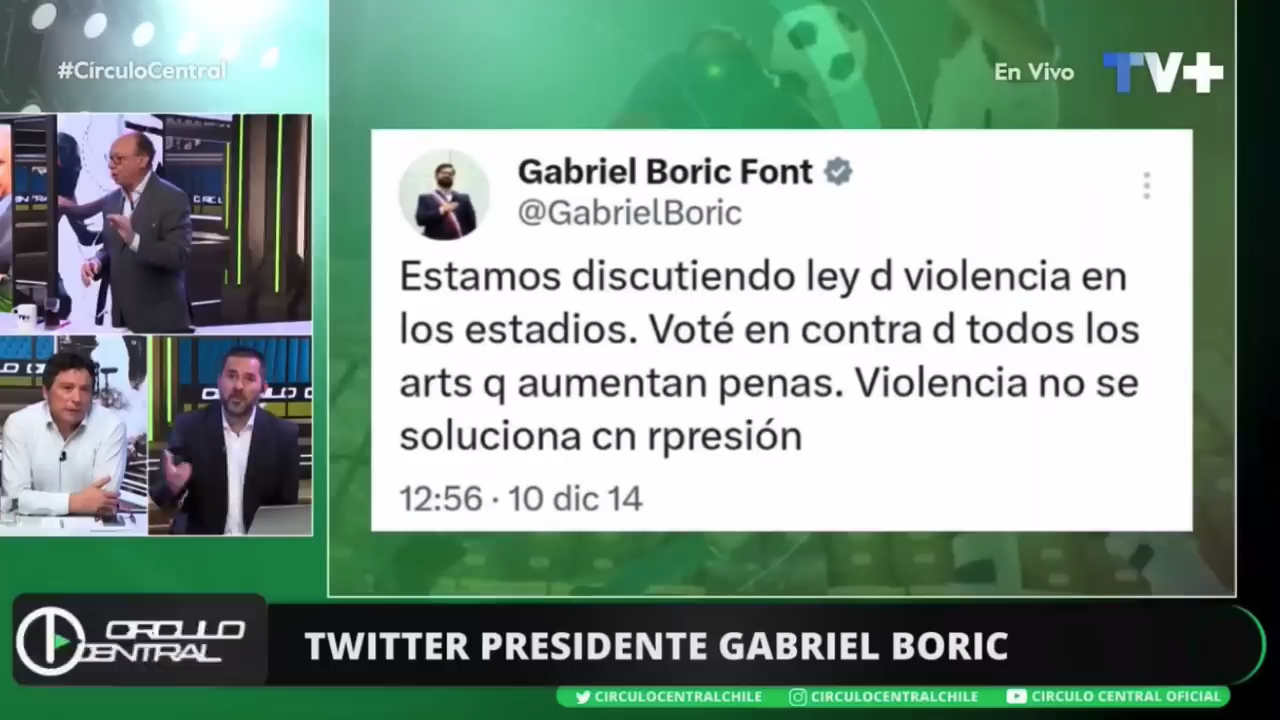 #CírculoCentral
En Vivo
TV+
Gabriel Boric Font
@GabrielBoric
Estamos discutiendo ley d violencia en
los estadios. Voté en contra d todos los
arts q aumentan penas. Violencia no se
soluciona cn rpresión
12:56 · 10 dic 14
CIRCULO
CENTRAL
TWITTER PRESIDENTE GABRIEL BORIC
CIRCULOCENTRALCHILE
CIRCULOCENTRALCHILE
CIRCULO CENTRAL OFICIAL